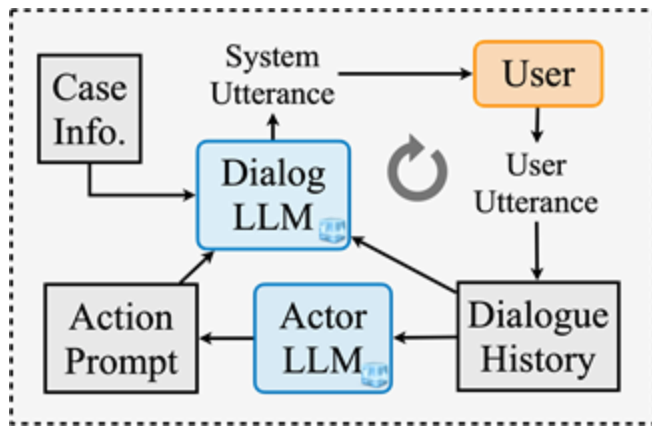 Case
Info.
System
Utterance
User
Dialog
LLM
User
Utterance
Action
Prompt
Actor
LLM
Dialogue
History